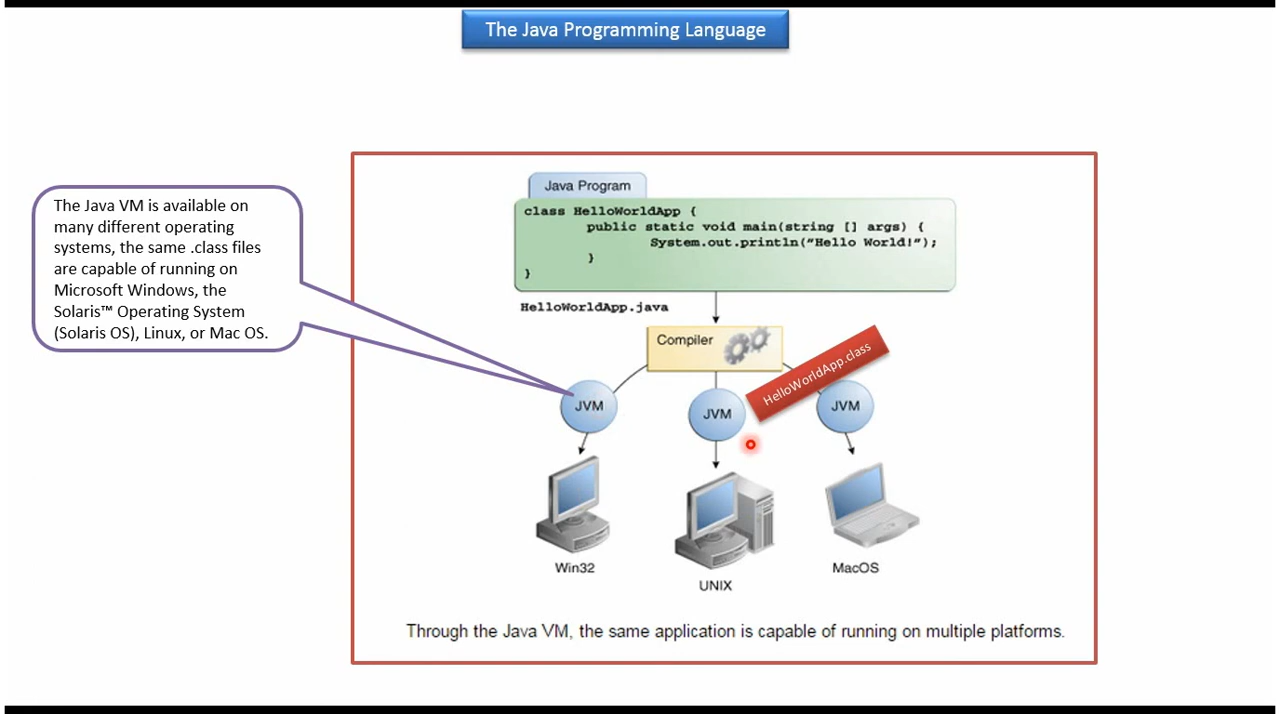 The Java Programming Language
The Java VM is available on
many different operating
systems, the same .class files
are capable of running on
Microsoft Windows, the
Solaris™ Operating System
(Solaris OS), Linux, or Mac OS.
Java Program
class HelloWorldApp {
public static void main(string [] args) {
System.out.println(”Hello World!”);
}
}
HelloWorldApp.java
Compiler
HelloWorldApp.class
JVM
JVM
JVM
Win32
UNIX
MacOS
Through the Java VM, the same application is capable of running on multiple platforms.